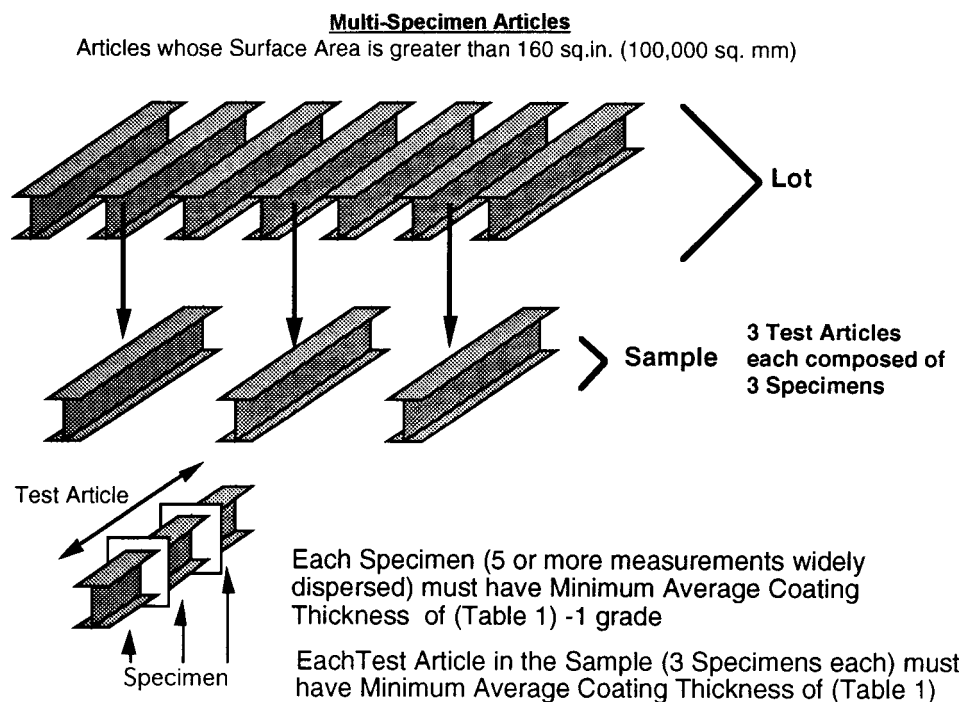 Multi-Specimen Articles
Articles whose Surface Area is greater than 160 sq.in. (100,000 sq. mm)
Lot
Sample
3 Test Articles
each composed of
3 Specimens
Test Article
Specimen
Each Specimen (5 or more measurements widely
dispersed) must have Minimum Average Coating
Thickness of (Table 1) -1 grade
EachTest Article in the Sample (3 Specimens each) must
have Minimum Average Coating Thickness of (Table 1)